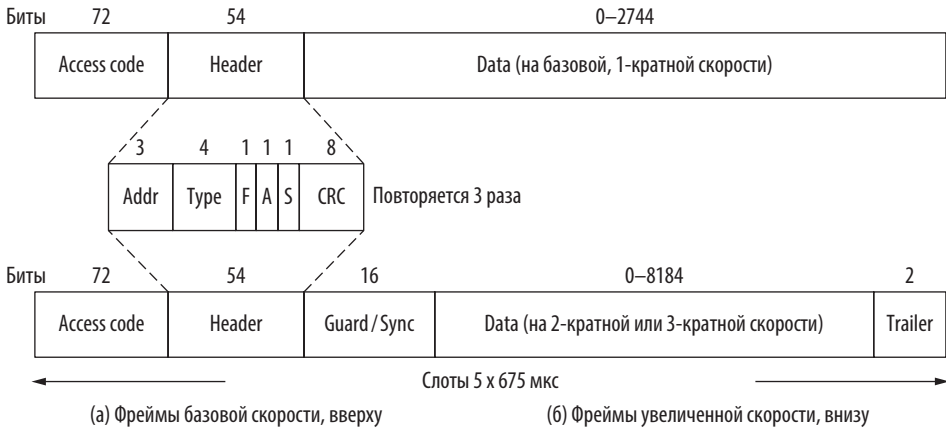 Биты 72 54 0–2744
Access code Header Data (на базовой, 1-кратной скорости)
3 4 1 1 1 8
Addr Type F A S CRC Повторяется 3 раза
Биты 72 54 16 0–8184 2
Access code Header Guard/Sync Data (на 2-кратной или 3-кратной скорости) Trailer
Слоты 5 x 675 мкс
(а) Фреймы базовой скорости, вверху (б) Фреймы увеличенной скорости, внизу